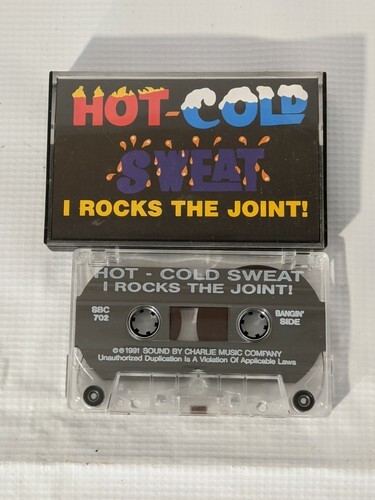 HOT-COLD
SWEAT
I ROCKS THE JOINT!
HOT - COLD SWEAT
I ROCKS THE JOINT!
SBC
702
BANGIN'
SIDE
℗©1991 SOUND BY CHARLIE MUSIC COMPANY
Unauthorized Duplication Is A Violation Of Applicable Laws